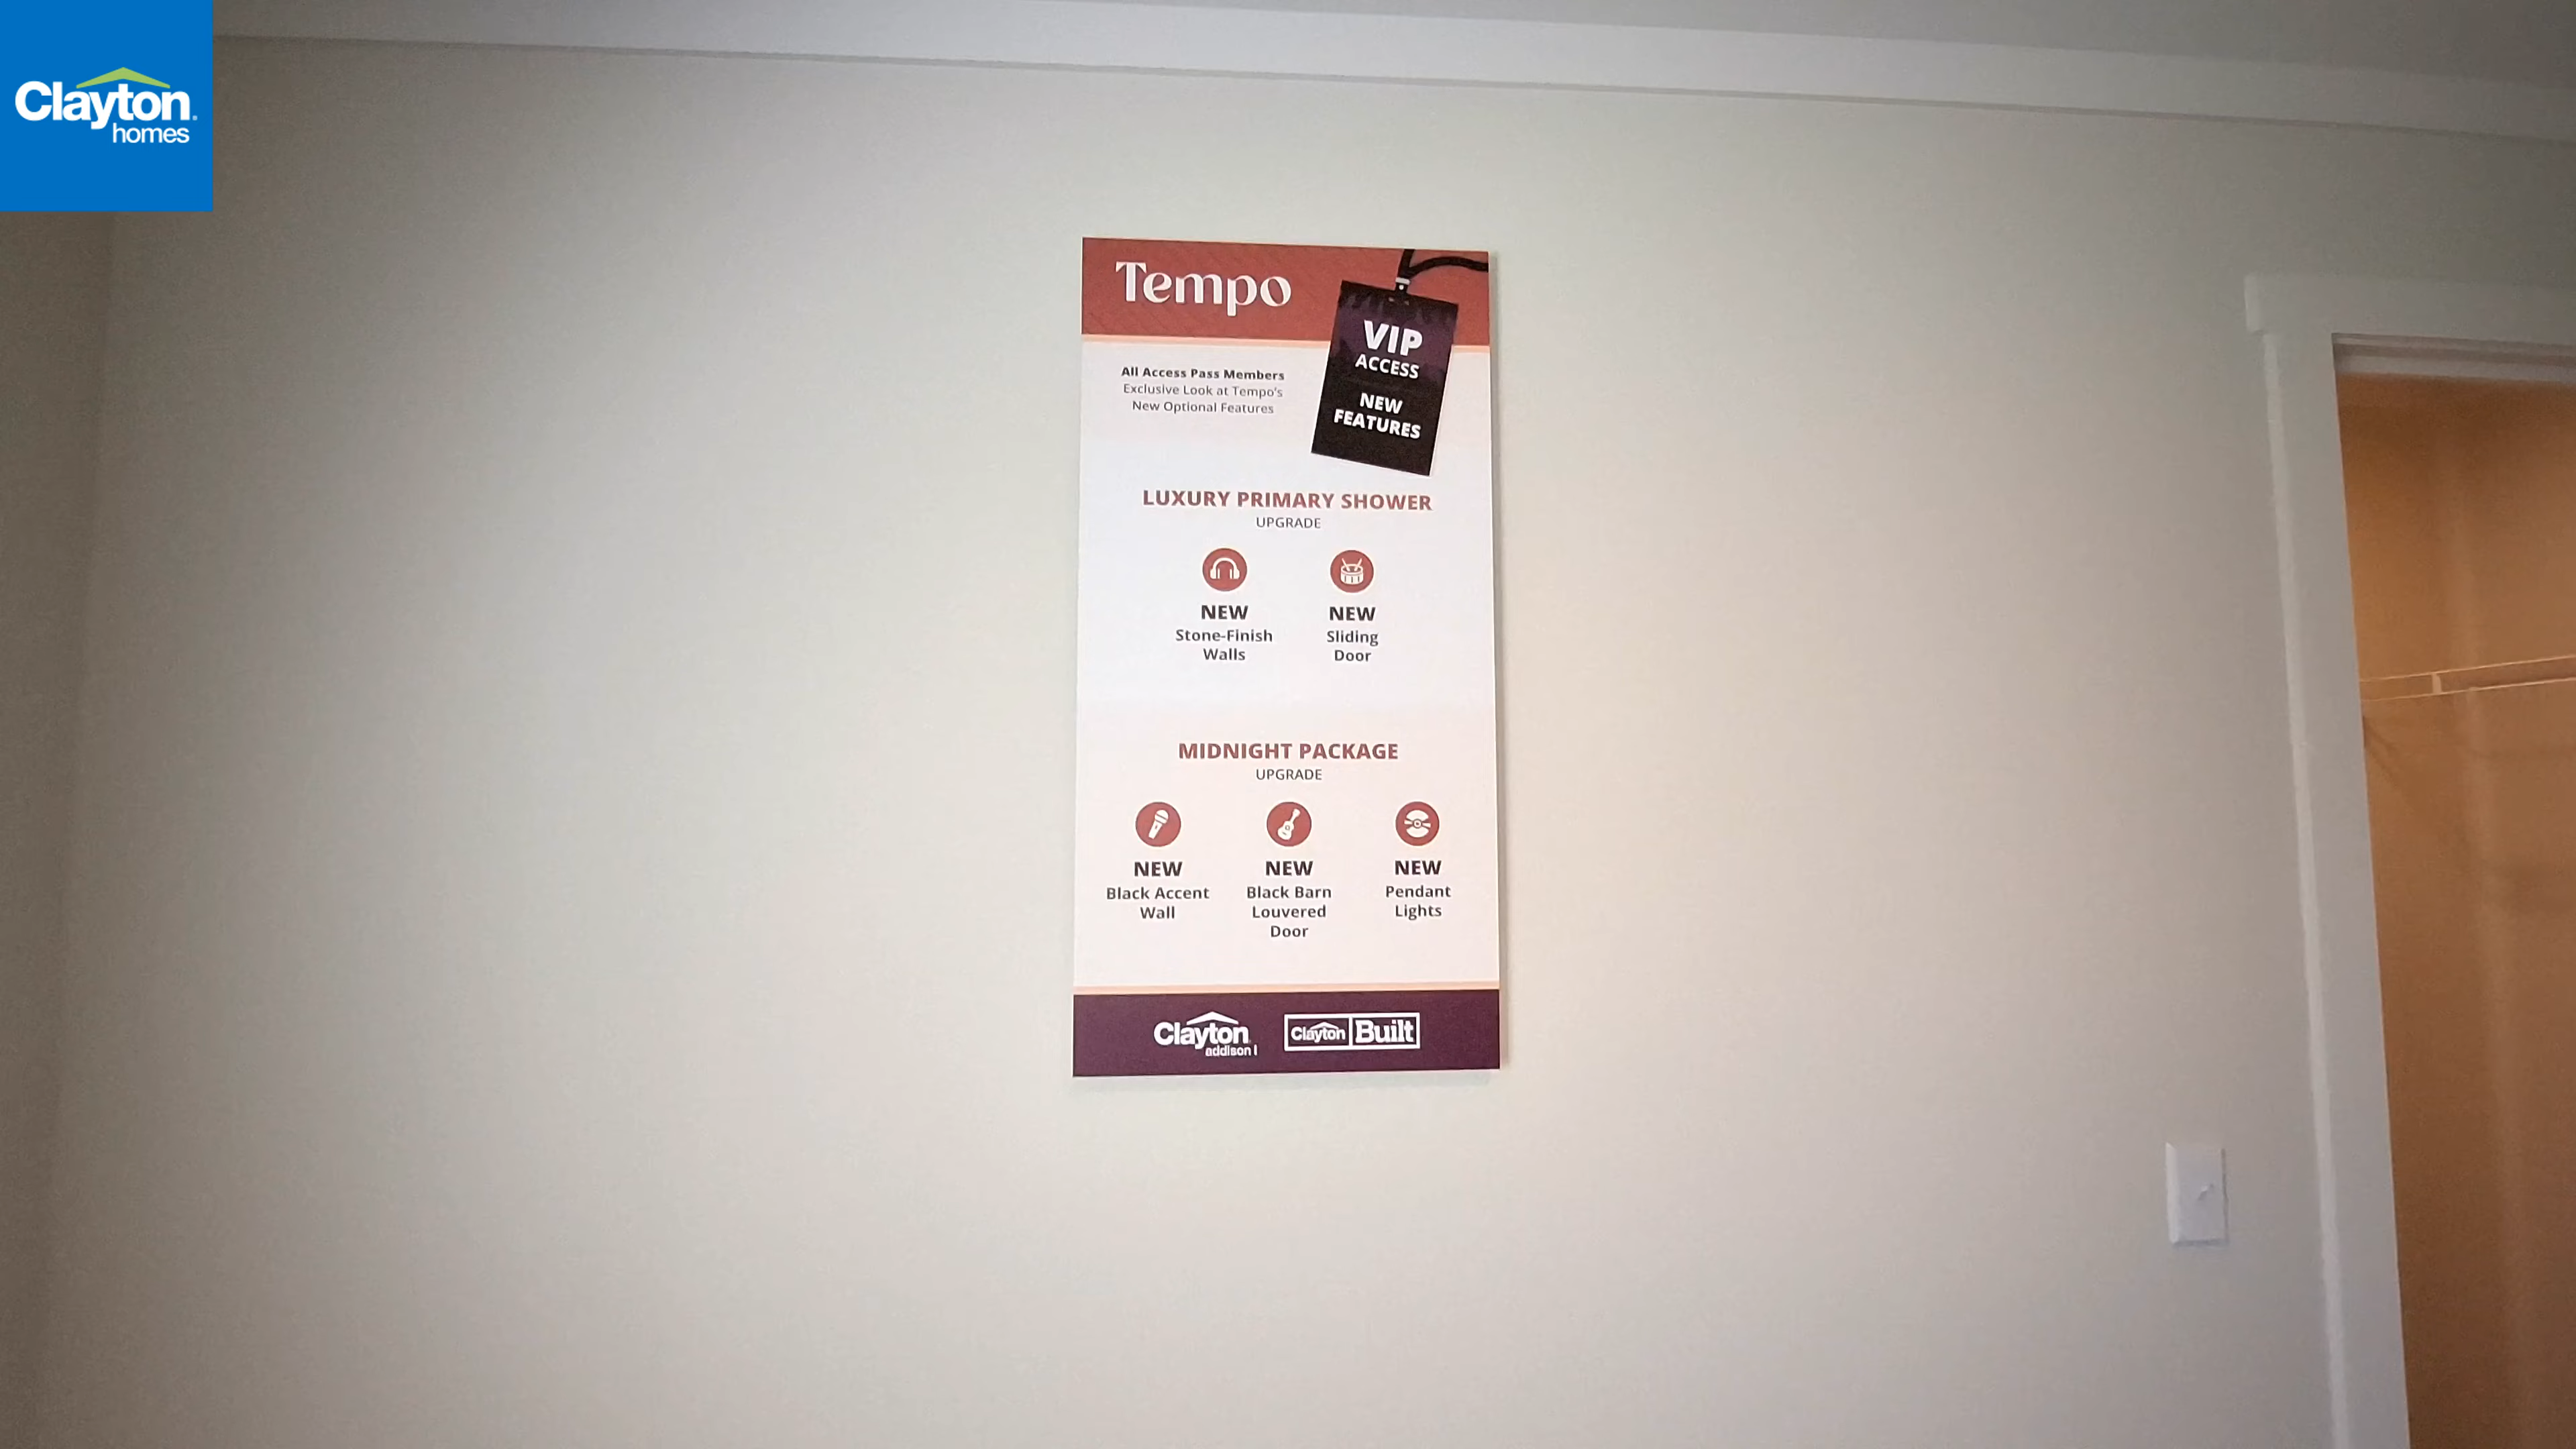 Clayton
homes
Tempo
VIP
ACCESS
NEW
FEATURES
All Access Pass Members
Exclusive Look at Tempo's
New Optional Features
LUXURY PRIMARY SHOWER
UPGRADE
NEW
Stone-Finish
Walls
NEW
Sliding
Door
MIDNIGHT PACKAGE
UPGRADE
NEW
Black Accent
Wall
NEW
Black Barn
Louvered
Door
NEW
Pendant
Lights
Clayton
addison I
Clayton Built